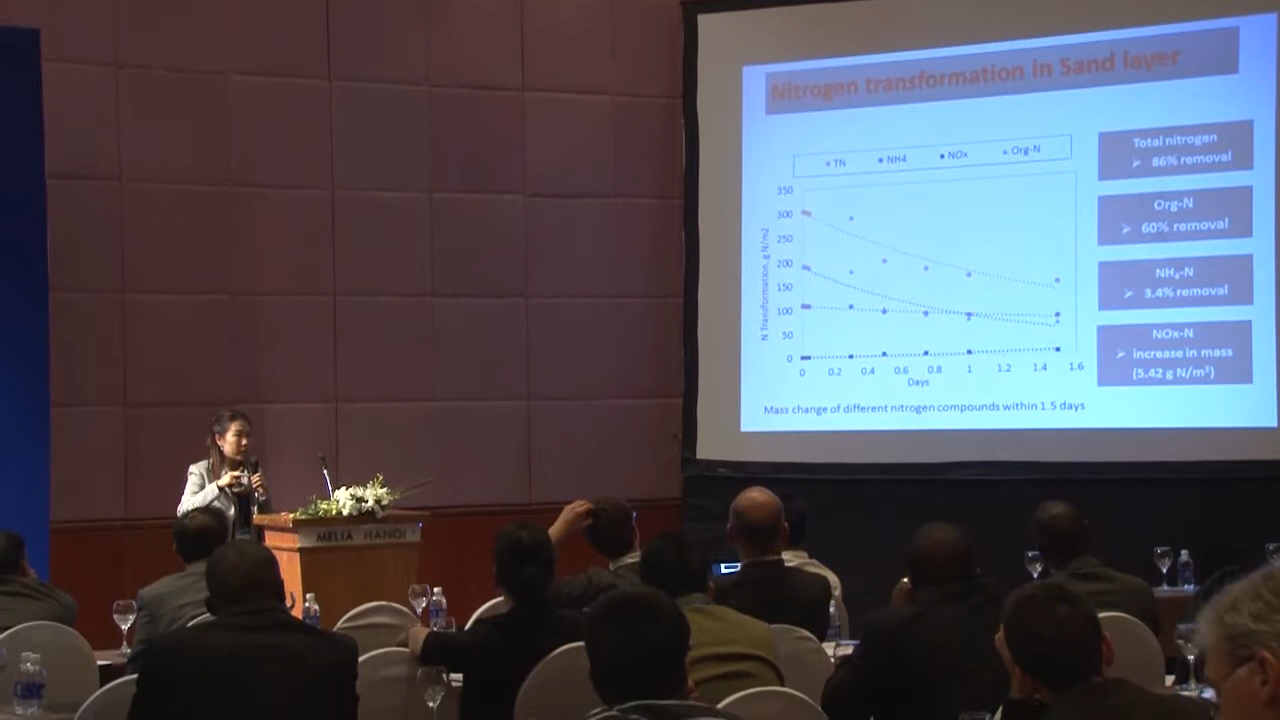 Nitrogen transformation in Sand layer
TN NH4 NOx Org-N
N Transformation, g N/m2
350
300
250
200
150
100
50
0
0 0.2 0.4 0.6 0.8 1 1.2 1.4 1.6
Days
Mass change of different nitrogen compounds within 1.5 days
Total nitrogen
➢ 86% removal
Org-N
➢ 60% removal
NH₄-N
➢ 3.4% removal
NOx-N
➢ increase in mass
(5.42 g N/m²)
MELIA HANOI